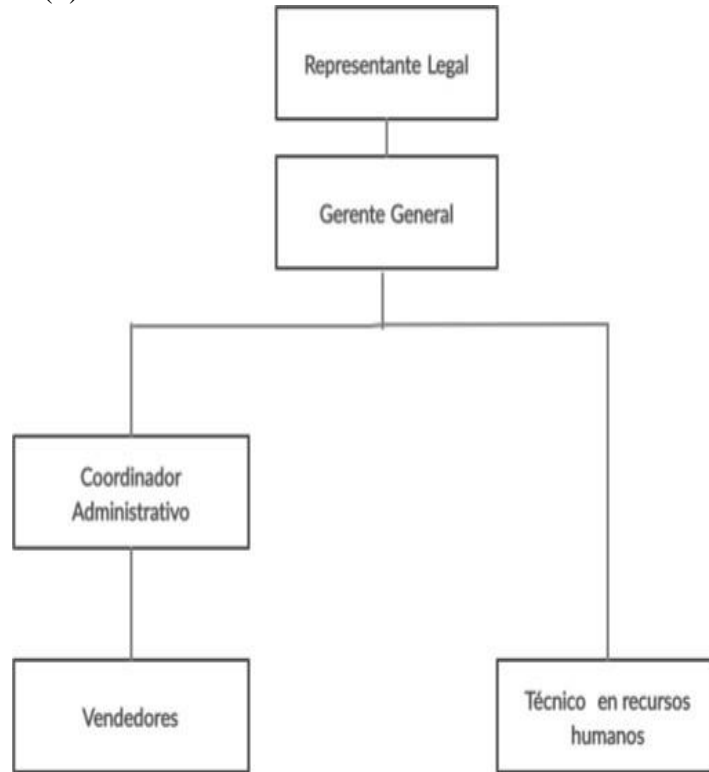 Representante Legal
Gerente General
Coordinador
Administrativo
Vendedores
Técnico en recursos
humanos